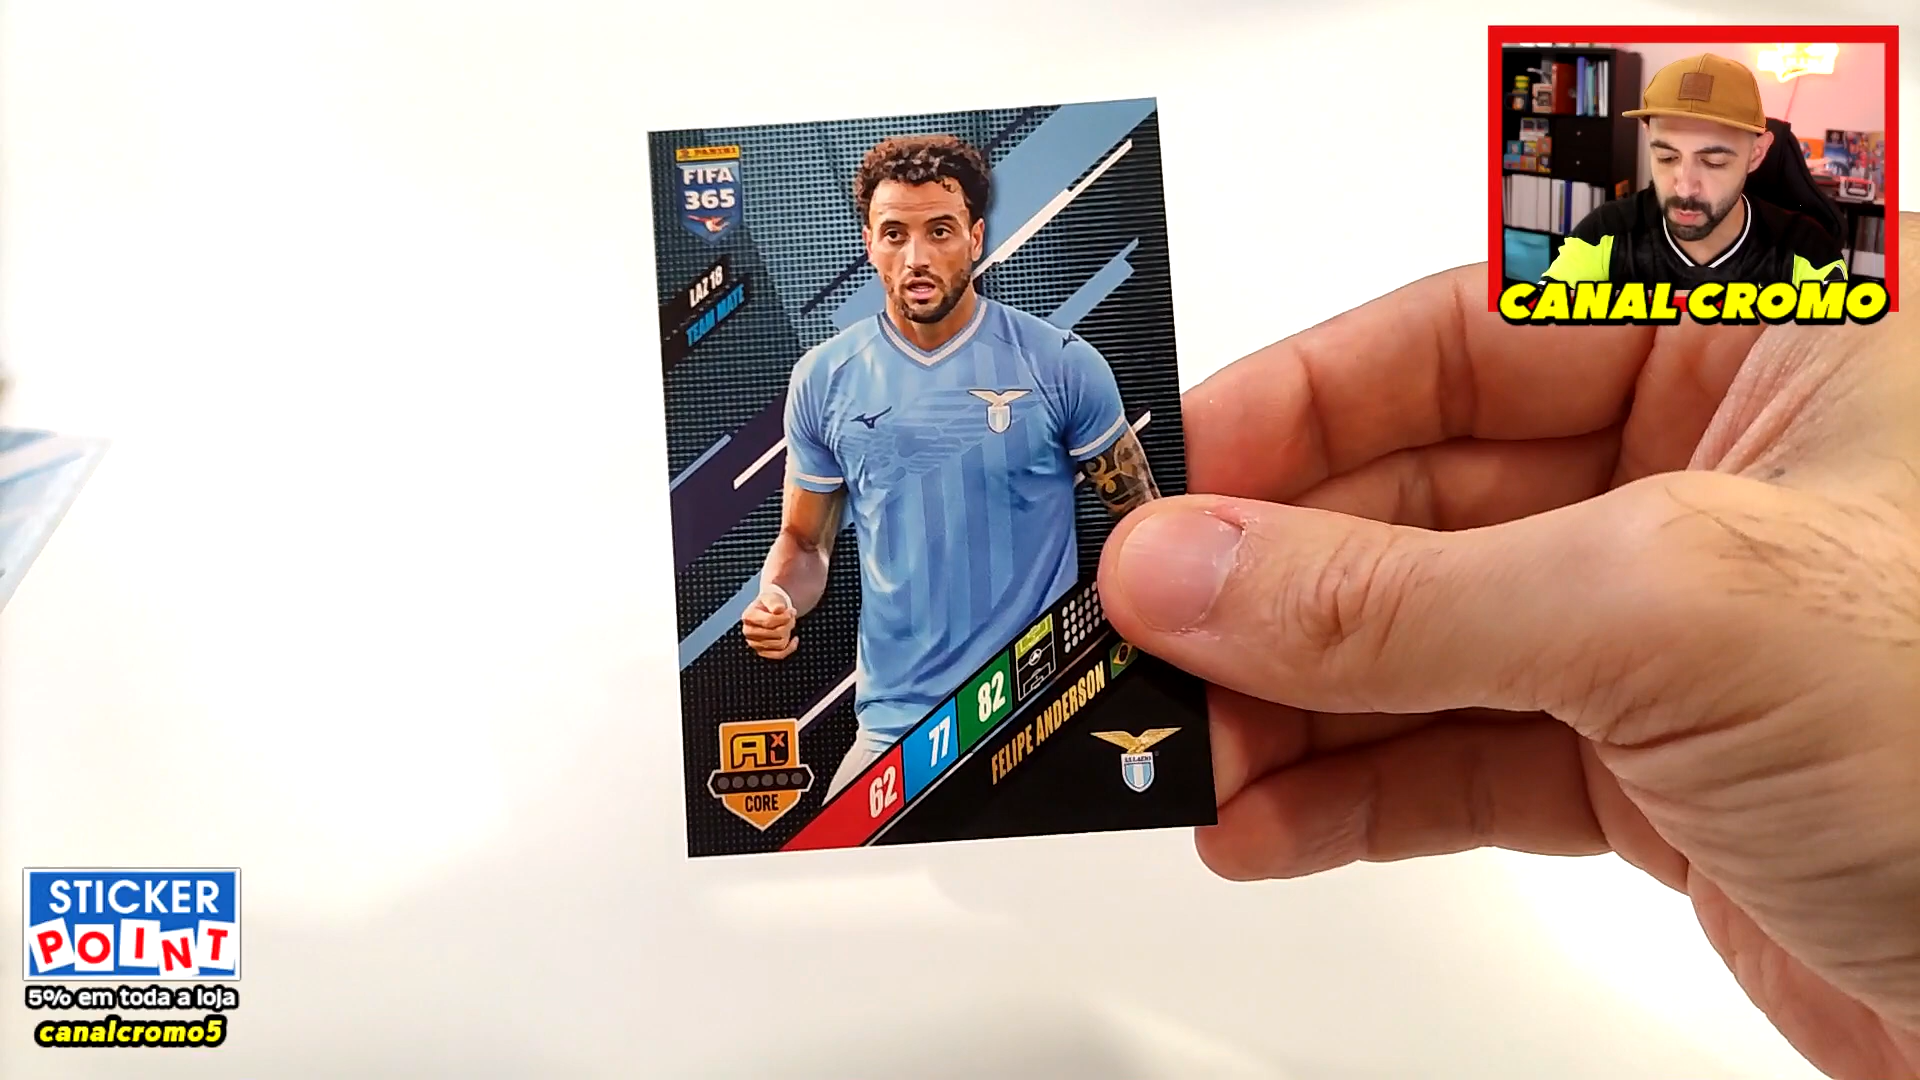 PANINI
FIFA
365
LAZ 18
TEAM MATE
CANAL CROMO
82
77
62
FELIPE ANDERSON
AXL
CORE
S.S. LAZIO
STICKER
POINT
5% em toda a loja
canalcromo5